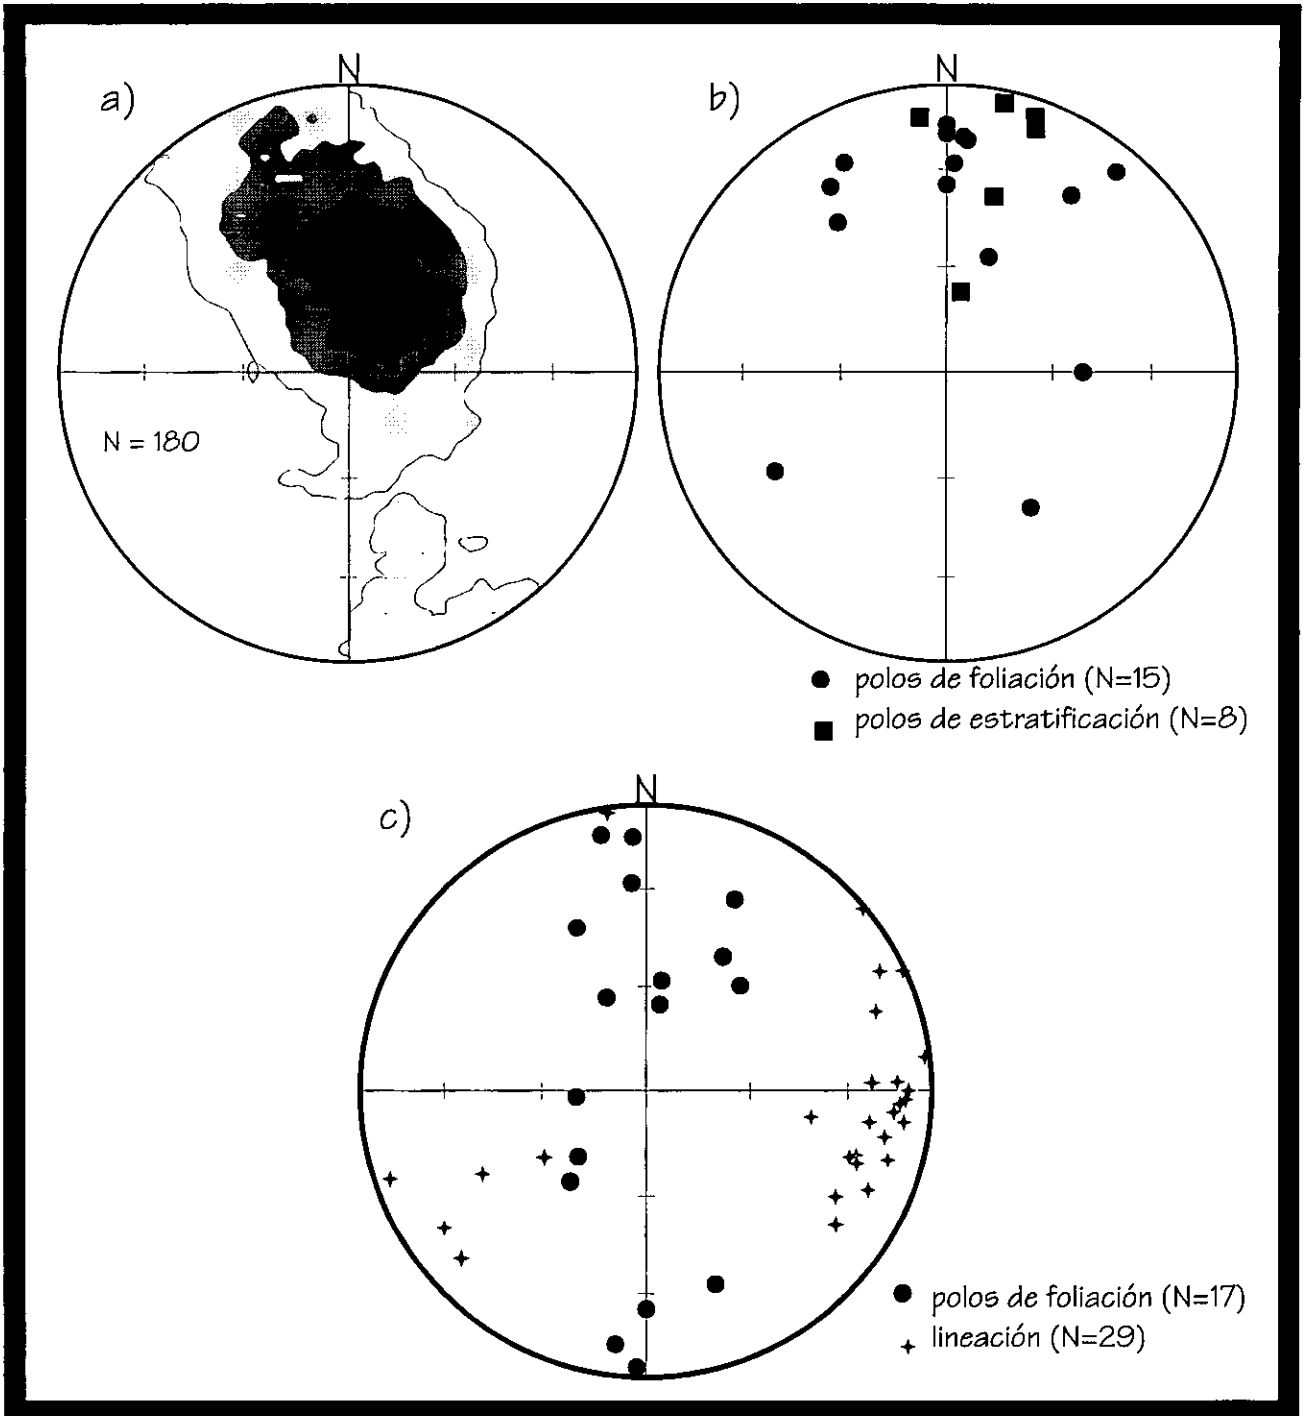 a)
N
N = 180
b)
N
polos de foliación (N=15)
polos de estratificación (N=8)
c)
N
polos de foliación (N=17)
lineación (N=29)